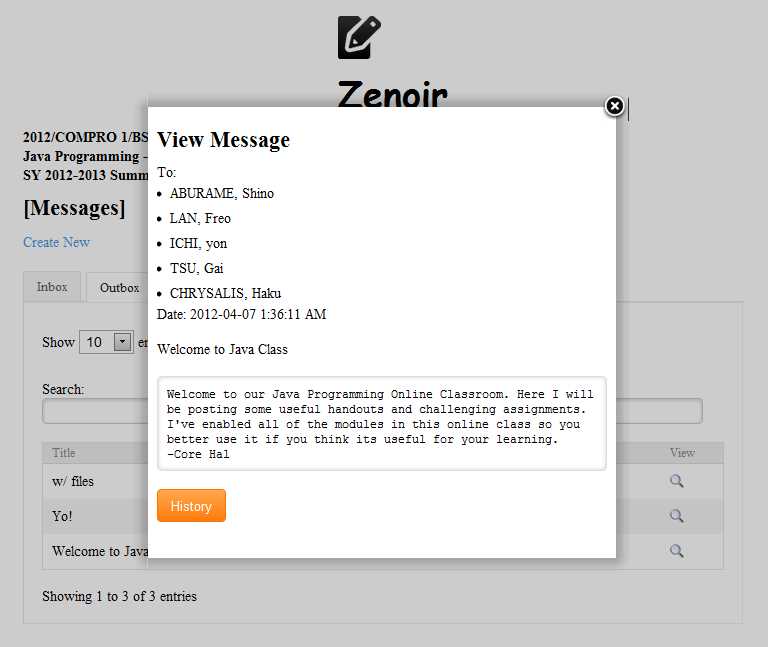 Zenoir
2012/COMPRO 1/BS
Java Programming -
SY 2012-2013 Summ
[Messages]
Create New
Inbox
Outbox
Show 10
Search:
Title
View
w/ files
Yo!
Welcome to Java
Showing 1 to 3 of 3 entries
View Message
To:
ABURAME, Shino
LAN, Freo
ICHI, yon
TSU, Gai
CHRYSALIS, Haku
Date: 2012-04-07 1:36:11 AM
Welcome to Java Class
Welcome to our Java Programming Online Classroom. Here I will
be posting some useful handouts and challenging assignments.
I've enabled all of the modules in this online class so you
better use it if you think its useful for your learning.
-Core Hal
History